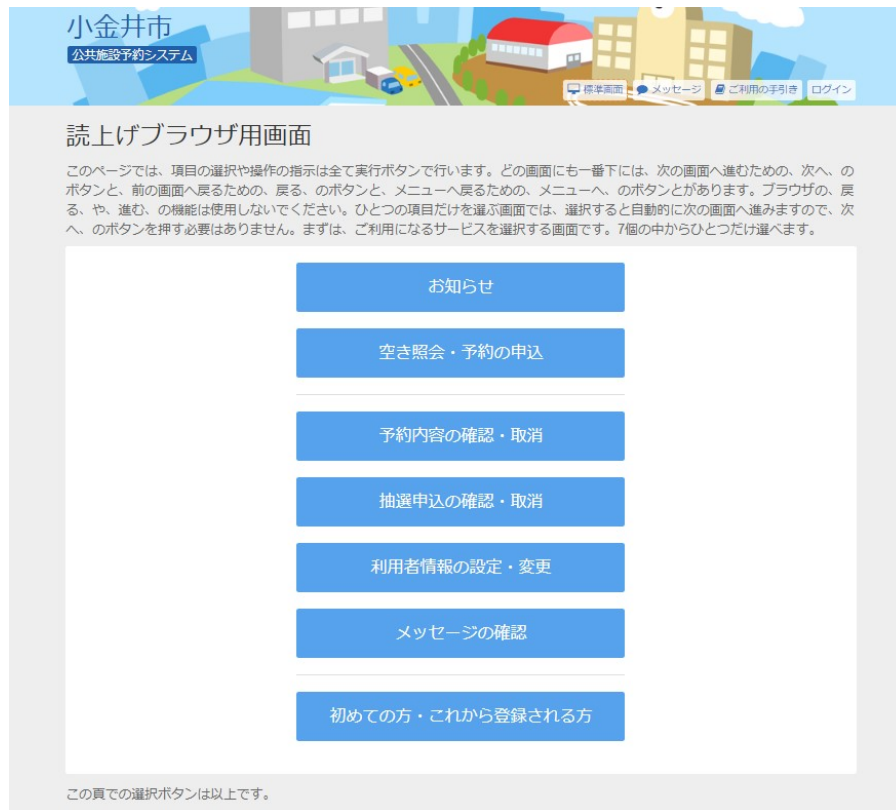 小金井市
公共施設予約システム
標準画面 メッセージ ご利用の手引き ログイン
読上げブラウザ用画面
このページでは、項目の選択や操作の指示は全て実行ボタンで行います。どの画面にも一番下には、次の画面へ進むための、次へ、の
ボタンと、前の画面へ戻るための、戻る、のボタンと、メニューへ戻るための、メニューへ、のボタンとがあります。ブラウザの、戻
る、や、進む、の機能は使用しないでください。ひとつの項目だけを選ぶ画面では、選択すると自動的に次の画面へ進みますので、次
へ、のボタンを押す必要はありません。まずは、ご利用になるサービスを選択する画面です。7個の中からひとつだけ選べます。
お知らせ
空き照会・予約の申込
予約内容の確認・取消
抽選申込の確認・取消
利用者情報の設定・変更
メッセージの確認
初めての方・これから登録される方
この頁での選択ボタンは以上です。